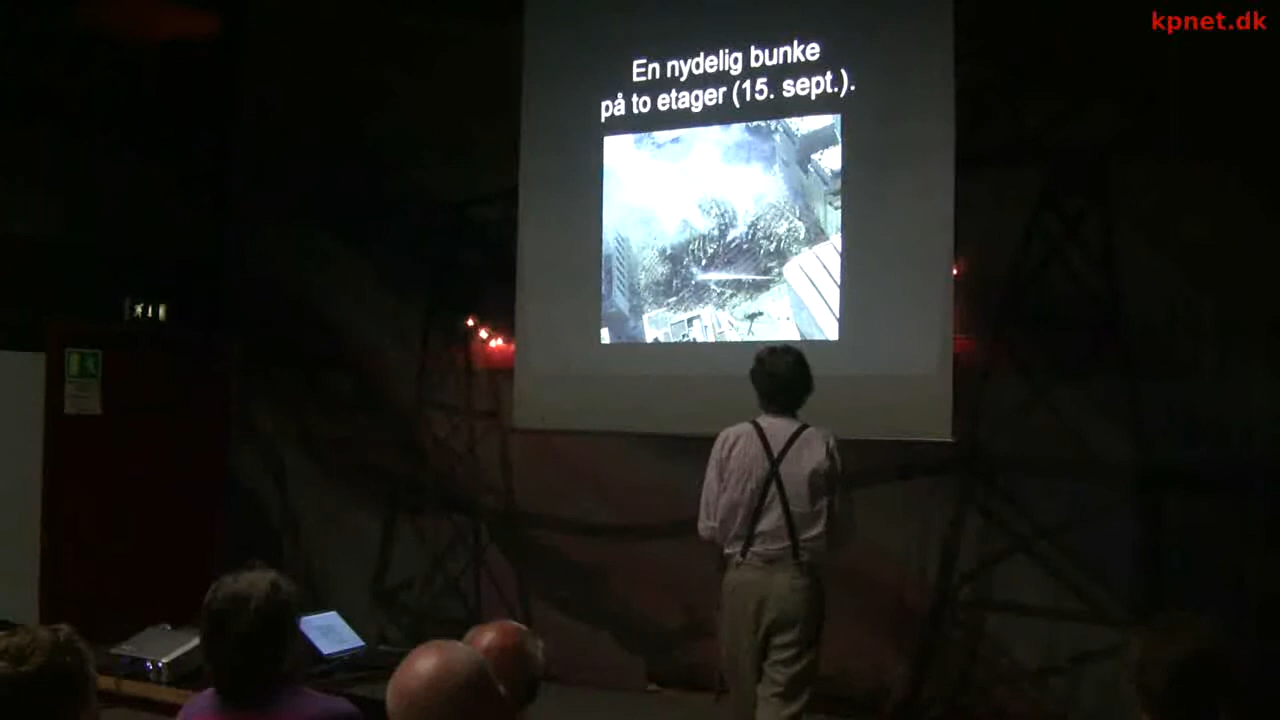 kpnet.dk
En nydelig bunke
på to etager (15. sept.).